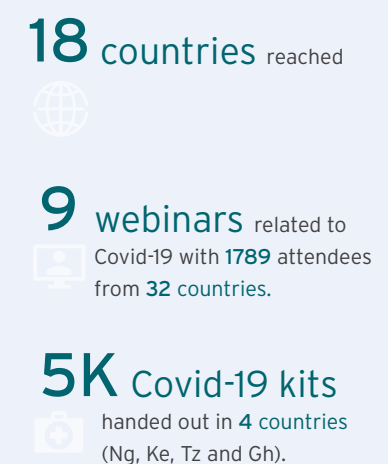 18 countries reached
9 webinars related to
Covid-19 with 1789 attendees
from 32 countries.
5K Covid-19 kits
handed out in 4 countries
(Ng, Ke, Tz and Gh).